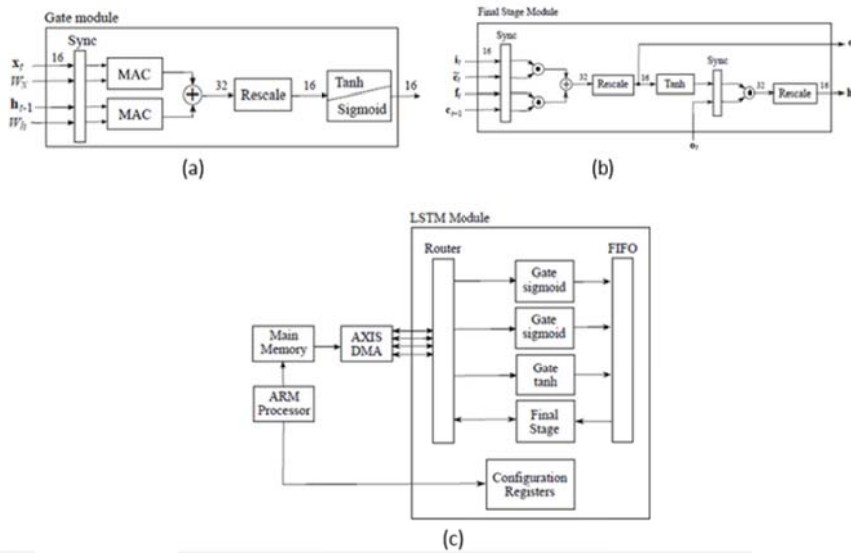 Gate module
Sync
x_t 16
W_x
h_{t-1}
W_h
MAC
MAC
32
Rescale
16
Tanh
Sigmoid
16
(a)
Final Stage Module
Sync
16
i_t
c̃_t
f_t
c_{t-1}
32
Rescale
16
Tanh
Sync
32
Rescale
16
c
h
o_t
(b)
LSTM Module
Router
FIFO
Gate
sigmoid
Gate
sigmoid
Gate
tanh
Final
Stage
Main
Memory
AXIS
DMA
ARM
Processor
Configuration
Registers
(c)